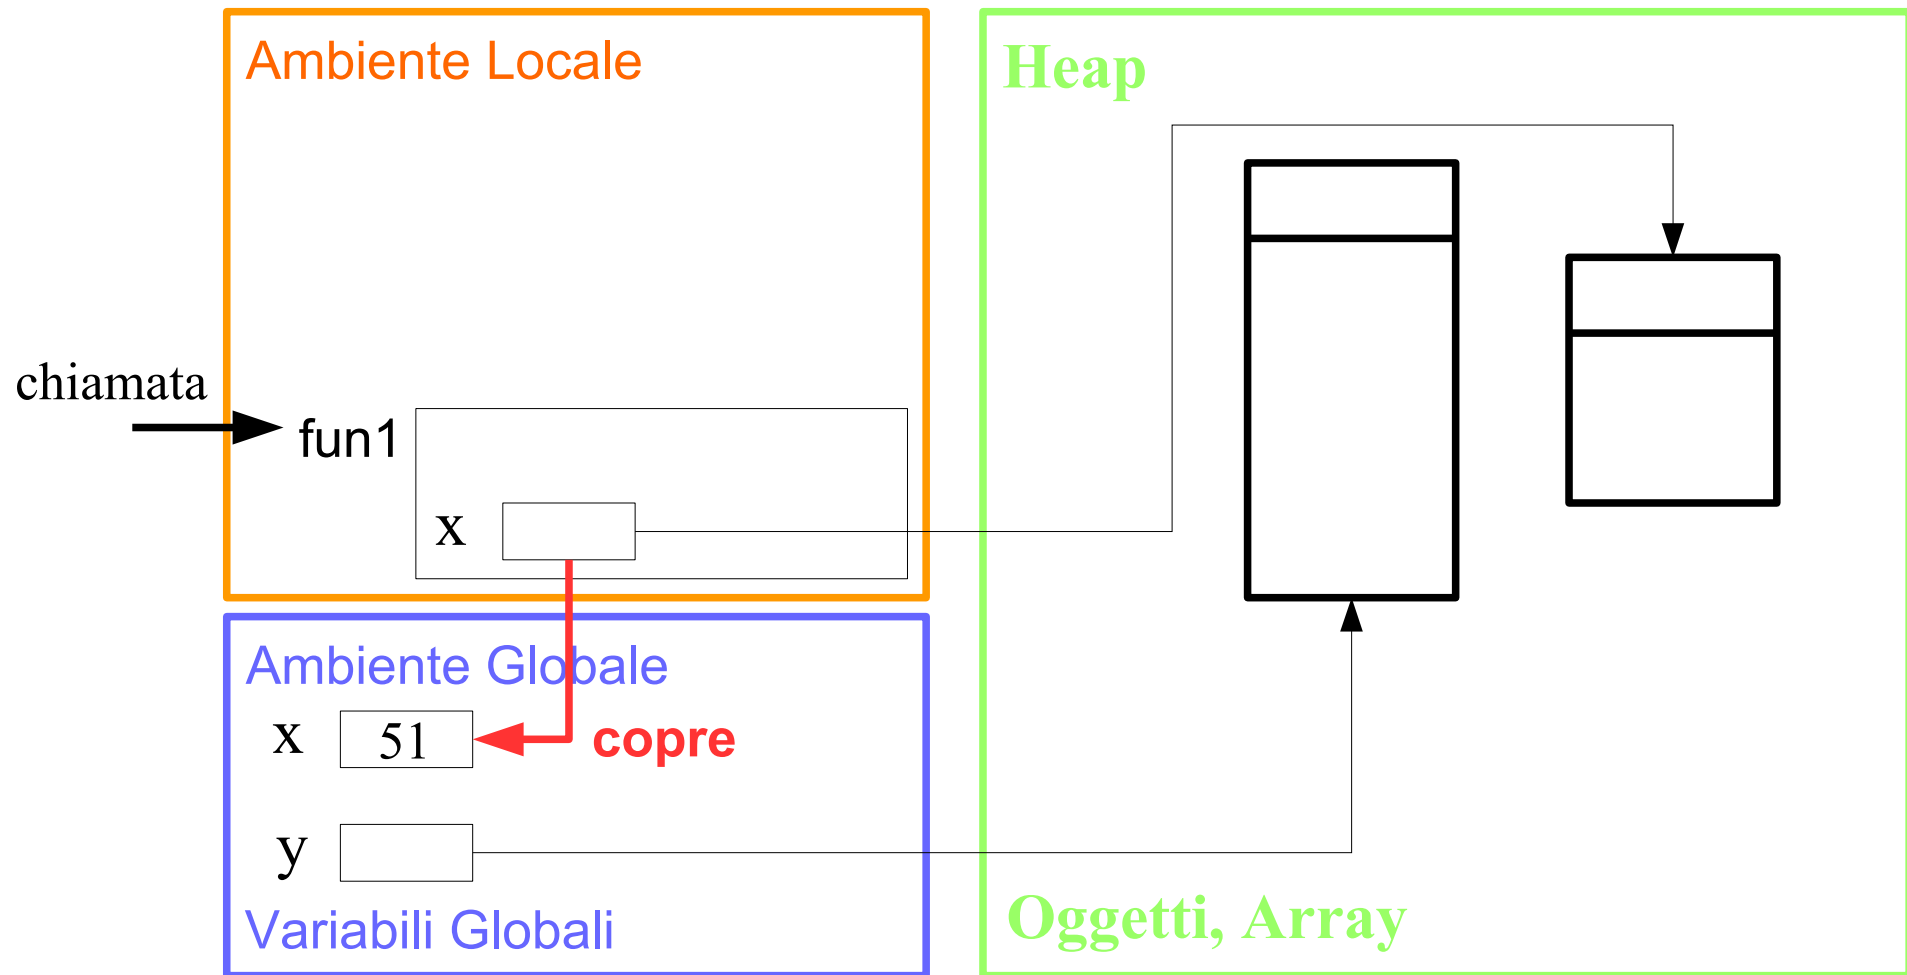 Ambiente Locale
Heap
chiamata
fun1
x
Ambiente Globale
x 51 copre
y
Variabili Globali
Oggetti, Array